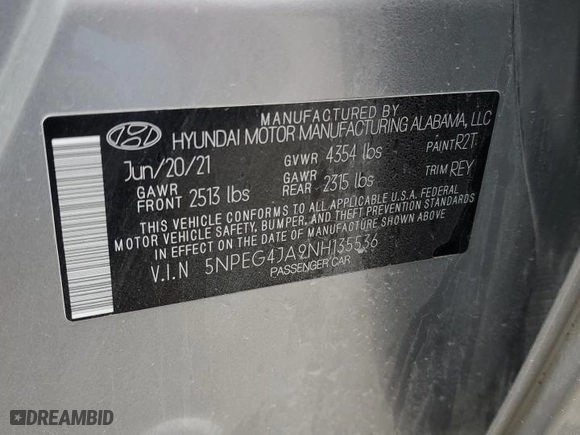 MANUFACTURED BY
HYUNDAI MOTOR MANUFACTURING ALABAMA, LLC
Jun/20/21 GVWR 4354 lbs PAINT R2T
GAWR FRONT 2513 lbs GAWR REAR 2315 lbs TRIM REY
THIS VEHICLE CONFORMS TO ALL APPLICABLE U.S.A. FEDERAL
MOTOR VEHICLE SAFETY, BUMPER, AND THEFT PREVENTION STANDARDS
IN EFFECT ON THE DATE OF MANUFACTURE SHOWN ABOVE.
V.I.N 5NPEG4JA2NH135536
PASSENGER CAR
DREAMBID